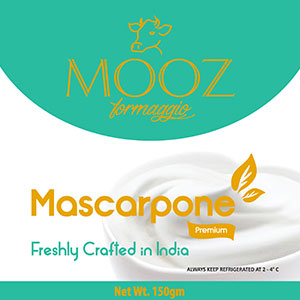 MOOZ
formaggio
Mascarpone
Premium
Freshly Crafted in India
ALWAYS KEEP REFRIGERATED AT 2 - 4° C
Net Wt. 150gm